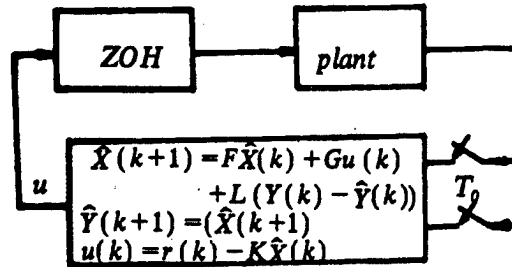 ZOH
plant
u
X̂(k+1) = FX̂(k) + Gu(k)
+ L(Y(k) - Ŷ(k))
Ŷ(k+1) = (X̂(k+1)
u(k) = r(k) - KX̂(k)
T₀